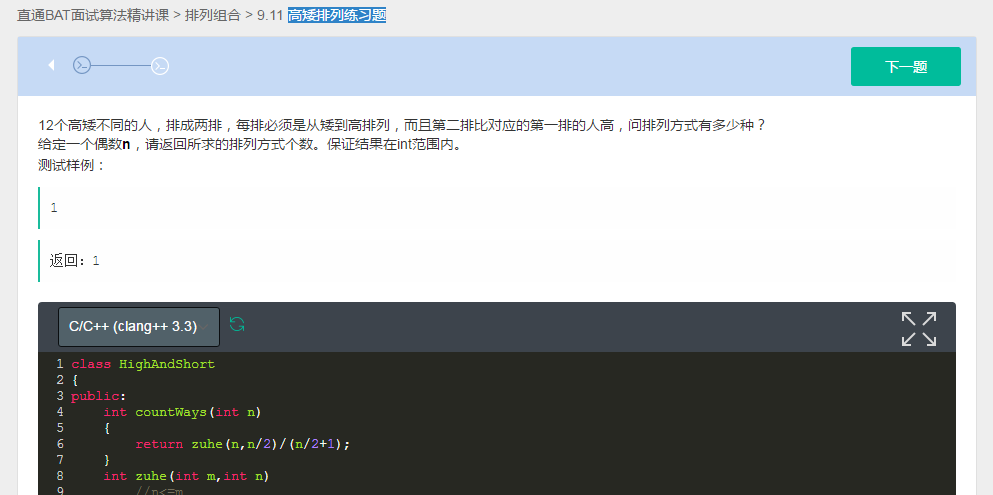 直通BAT面试算法精讲课 > 排列组合 > 9.11 高矮排列练习题
下一题
12个高矮不同的人，排成两排，每排必须是从矮到高排列，而且第二排比对应的第一排的人高，问排列方式有多少种？
给定一个偶数n，请返回所求的排列方式个数。保证结果在int范围内。
测试样例：
1
返回：1
C/C++ (clang++ 3.3)
1 class HighAndShort
2 {
3 public:
4 int countWays(int n)
5 {
6 return zuhe(n,n/2)/(n/2+1);
7 }
8 int zuhe(int m,int n)
9 //n<=m